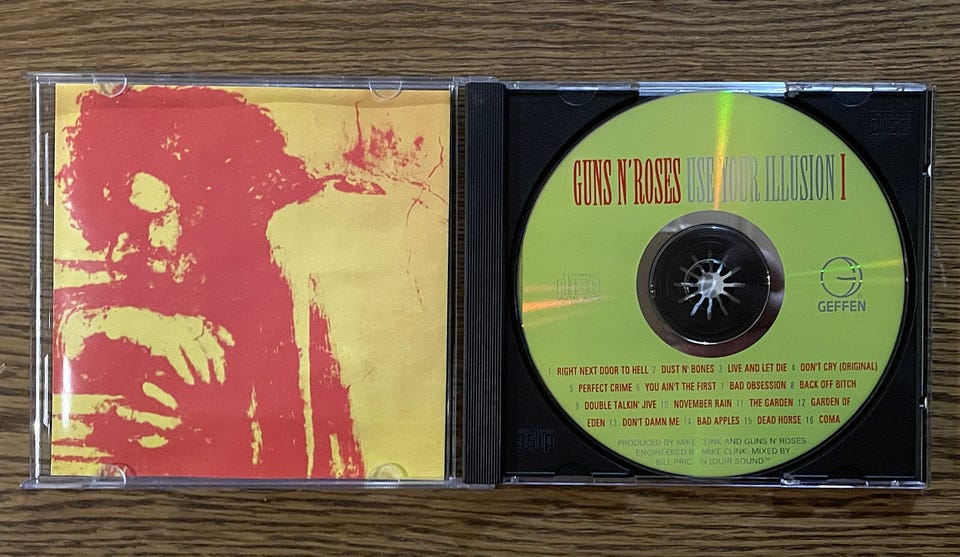 GUNS N' ROSES USE YOUR ILLUSION I
GEFFEN
1 RIGHT NEXT DOOR TO HELL 2 DUST N' BONES 3 LIVE AND LET DIE 4 DON'T CRY (ORIGINAL)
5 PERFECT CRIME 6 YOU AIN'T THE FIRST 7 BAD OBSESSION 8 BACK OFF BITCH
9 DOUBLE TALKIN' JIVE 10 NOVEMBER RAIN 11 THE GARDEN 12 GARDEN OF
EDEN 13 DON'T DAMN ME 14 BAD APPLES 15 DEAD HORSE 16 COMA
PRODUCED BY MIKE CLINK AND GUNS N' ROSES.
ENGINEERED BY MIKE CLINK. MIXED BY
BILL PRICE IN SOUND™